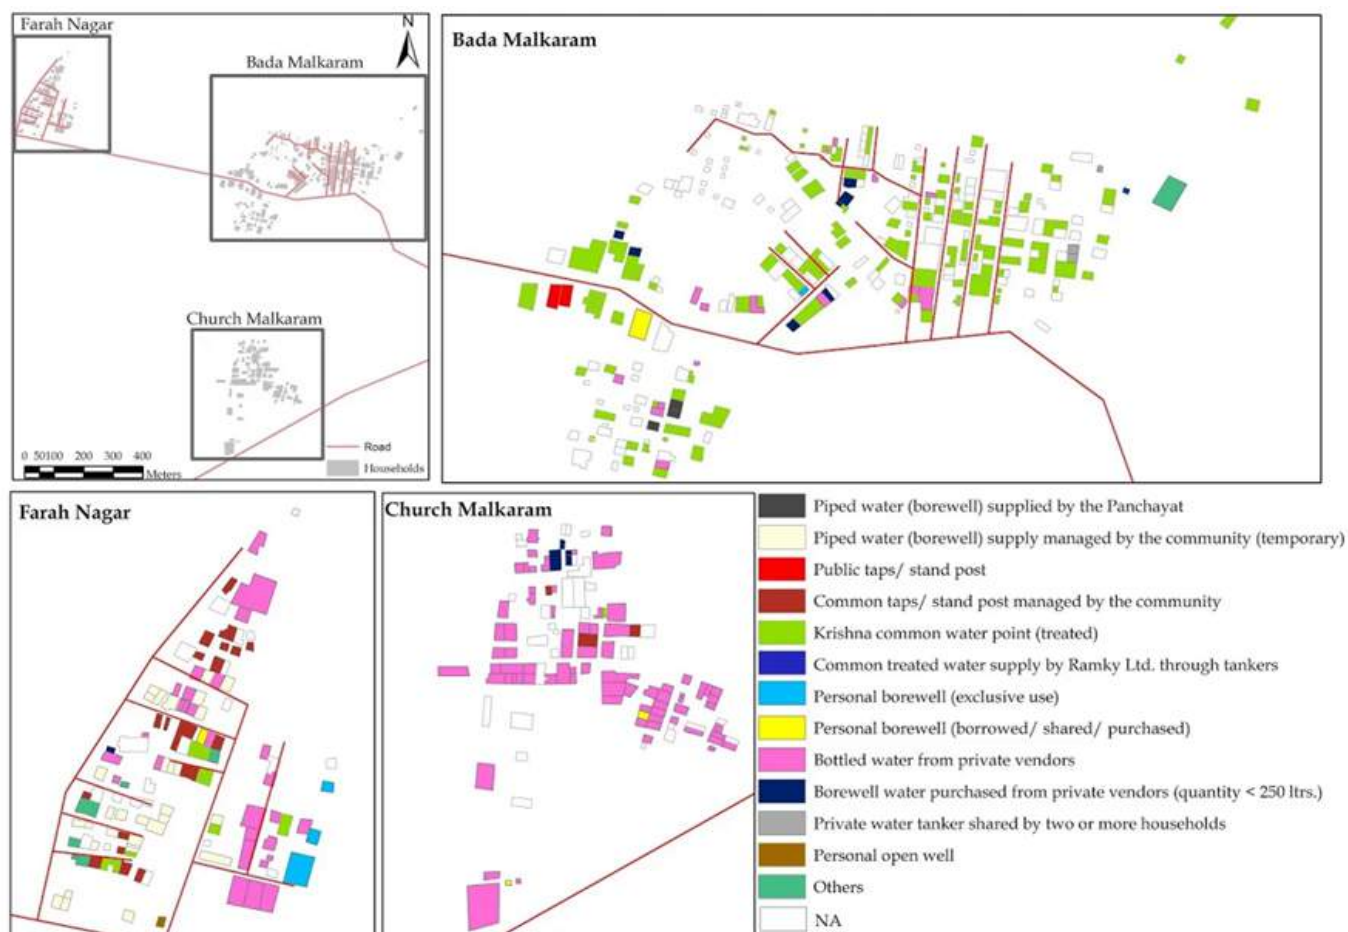 Farah Nagar
N
Bada Malkaram
Church Malkaram
0 50100 200 300 400
Meters
Road
Households
Bada Malkaram
Farah Nagar
Church Malkaram
Piped water (borewell) supplied by the Panchayat
Piped water (borewell) supply managed by the community (temporary)
Public taps/ stand post
Common taps/ stand post managed by the community
Krishna common water point (treated)
Common treated water supply by Ramky Ltd. through tankers
Personal borewell (exclusive use)
Personal borewell (borrowed/ shared/ purchased)
Bottled water from private vendors
Borewell water purchased from private vendors (quantity < 250 ltrs.)
Private water tanker shared by two or more households
Personal open well
Others
NA